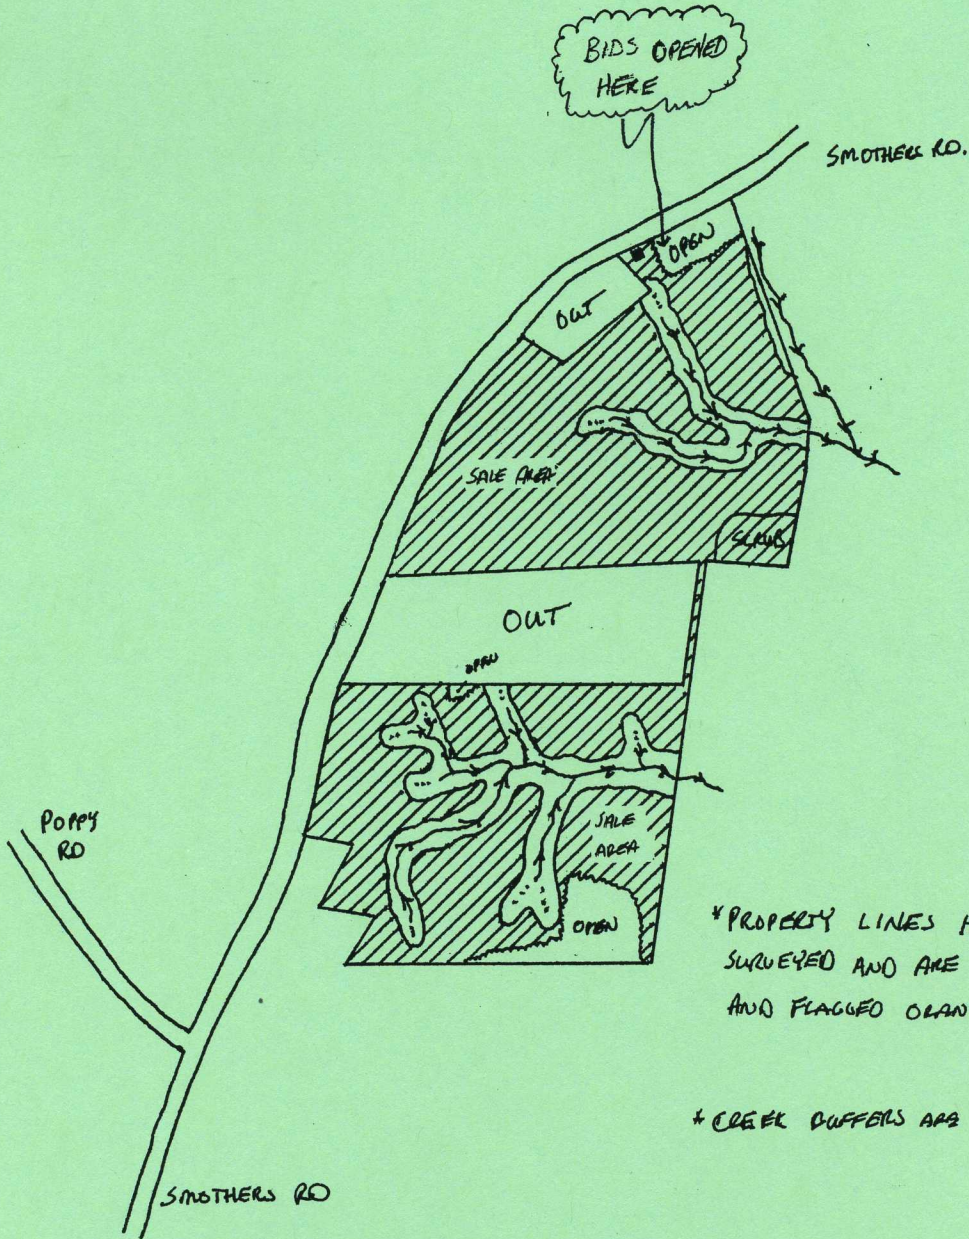 BIDS OPENED
HERE
SMOTHERS RD.
OPEN
OUT
SALE AREA
SCRUB
OUT
OPEN
POPPY
RD
SALE
AREA
OPEN
*PROPERTY LINES
SURVEYED AND ARE
AND FLAGGED
*CREEK BUFFERS ARE
SMOTHERS RD